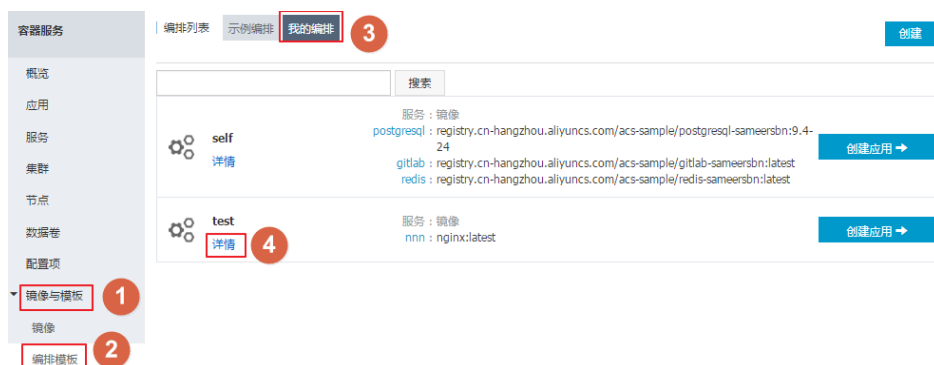 容器服务
概览
应用
服务
集群
节点
数据卷
配置项
镜像与模板
1
镜像
编排模板
2
编排列表 示例编排 我的编排
3
创建
搜索
self
详情
服务：镜像
postgresql : registry.cn-hangzhou.aliyuncs.com/acs-sample/postgresql-sameersbn:9.4-
24
gitlab : registry.cn-hangzhou.aliyuncs.com/acs-sample/gitlab-sameersbn:latest
redis : registry.cn-hangzhou.aliyuncs.com/acs-sample/redis-sameersbn:latest
创建应用
test
详情
4
服务：镜像
nnn : nginx:latest
创建应用